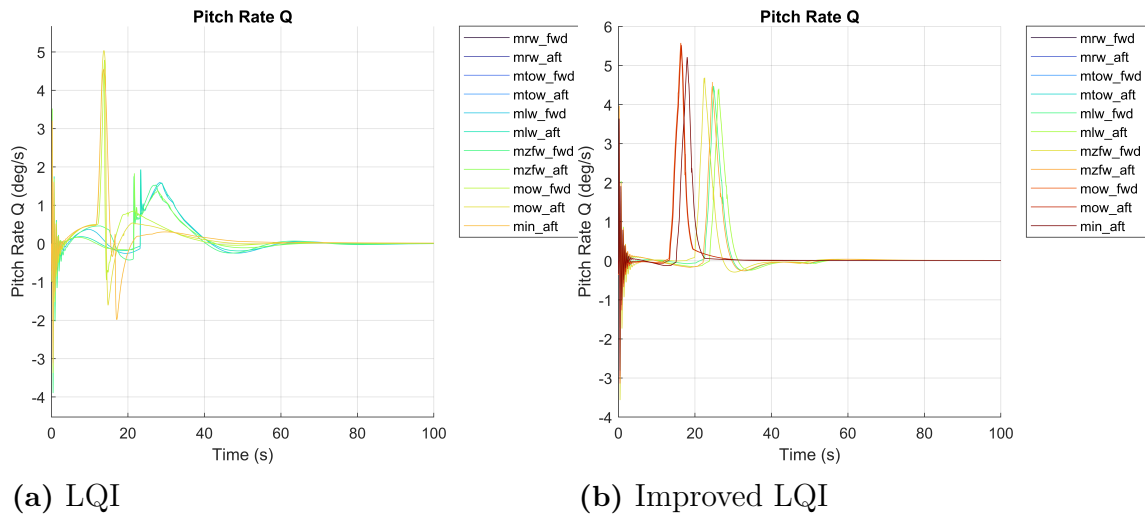 Pitch Rate Q
5
4
3
2
1
0
-1
-2
-3
-4
0 20 40 60 80 100
Pitch Rate Q (deg/s)
Time (s)
mrw_fwd
mrw_aft
mtow_fwd
mtow_aft
mlw_fwd
mlw_aft
mzfw_fwd
mzfw_aft
mow_fwd
mow_aft
min_aft
(a) LQI
Pitch Rate Q
6
5
4
3
2
1
0
-1
-2
-3
-4
0 20 40 60 80 100
Pitch Rate Q (deg/s)
Time (s)
mrw_fwd
mrw_aft
mtow_fwd
mtow_aft
mlw_fwd
mlw_aft
mzfw_fwd
mzfw_aft
mow_fwd
mow_aft
min_aft
(b) Improved LQI